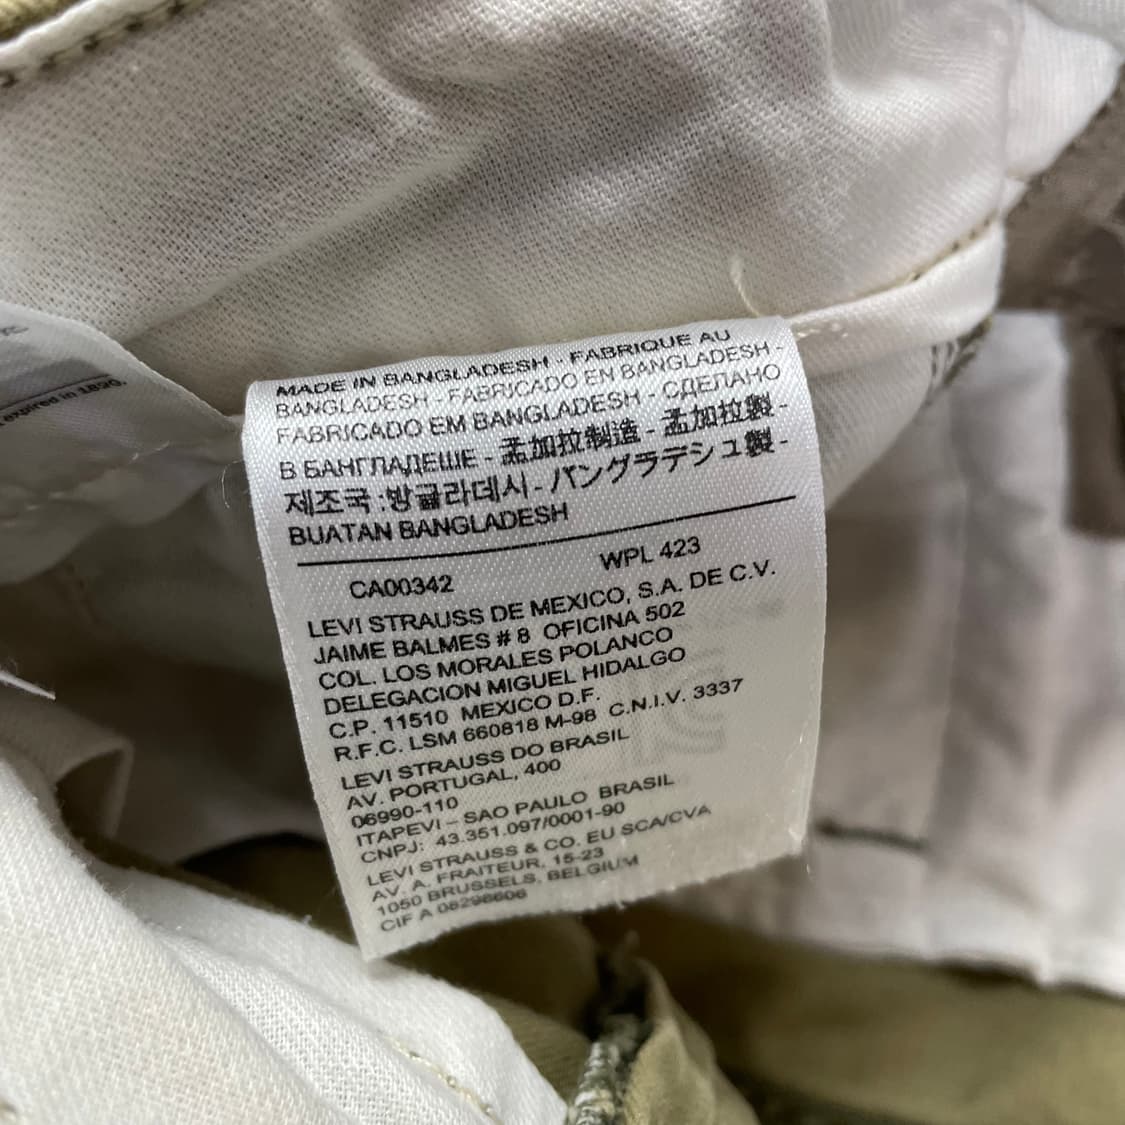 expired in 1890.
MADE IN BANGLADESH - FABRIQUE AU
BANGLADESH - FABRICADO EN BANGLADESH -
FABRICADO EM BANGLADESH - СДЕЛАНО
В БАНГЛАДЕШЕ - 孟加拉制造 - 孟加拉製 -
제조국 :방글라데시 - バングラデシュ製 -
BUATAN BANGLADESH
CA00342 WPL 423
LEVI STRAUSS DE MEXICO, S.A. DE C.V.
JAIME BALMES # 8 OFICINA 502
COL. LOS MORALES POLANCO
DELEGACION MIGUEL HIDALGO
C.P. 11510 MEXICO D.F.
R.F.C. LSM 660818 M-98 C.N.I.V. 3337
LEVI STRAUSS DO BRASIL
AV. PORTUGAL, 400
06990-110
ITAPEVI – SAO PAULO BRASIL
CNPJ: 43.351.097/0001-90
LEVI STRAUSS & CO. EU SCA/CVA
AV. A. FRAITEUR, 15-23
1050 BRUSSELS, BELGIUM
CIF A 08298606